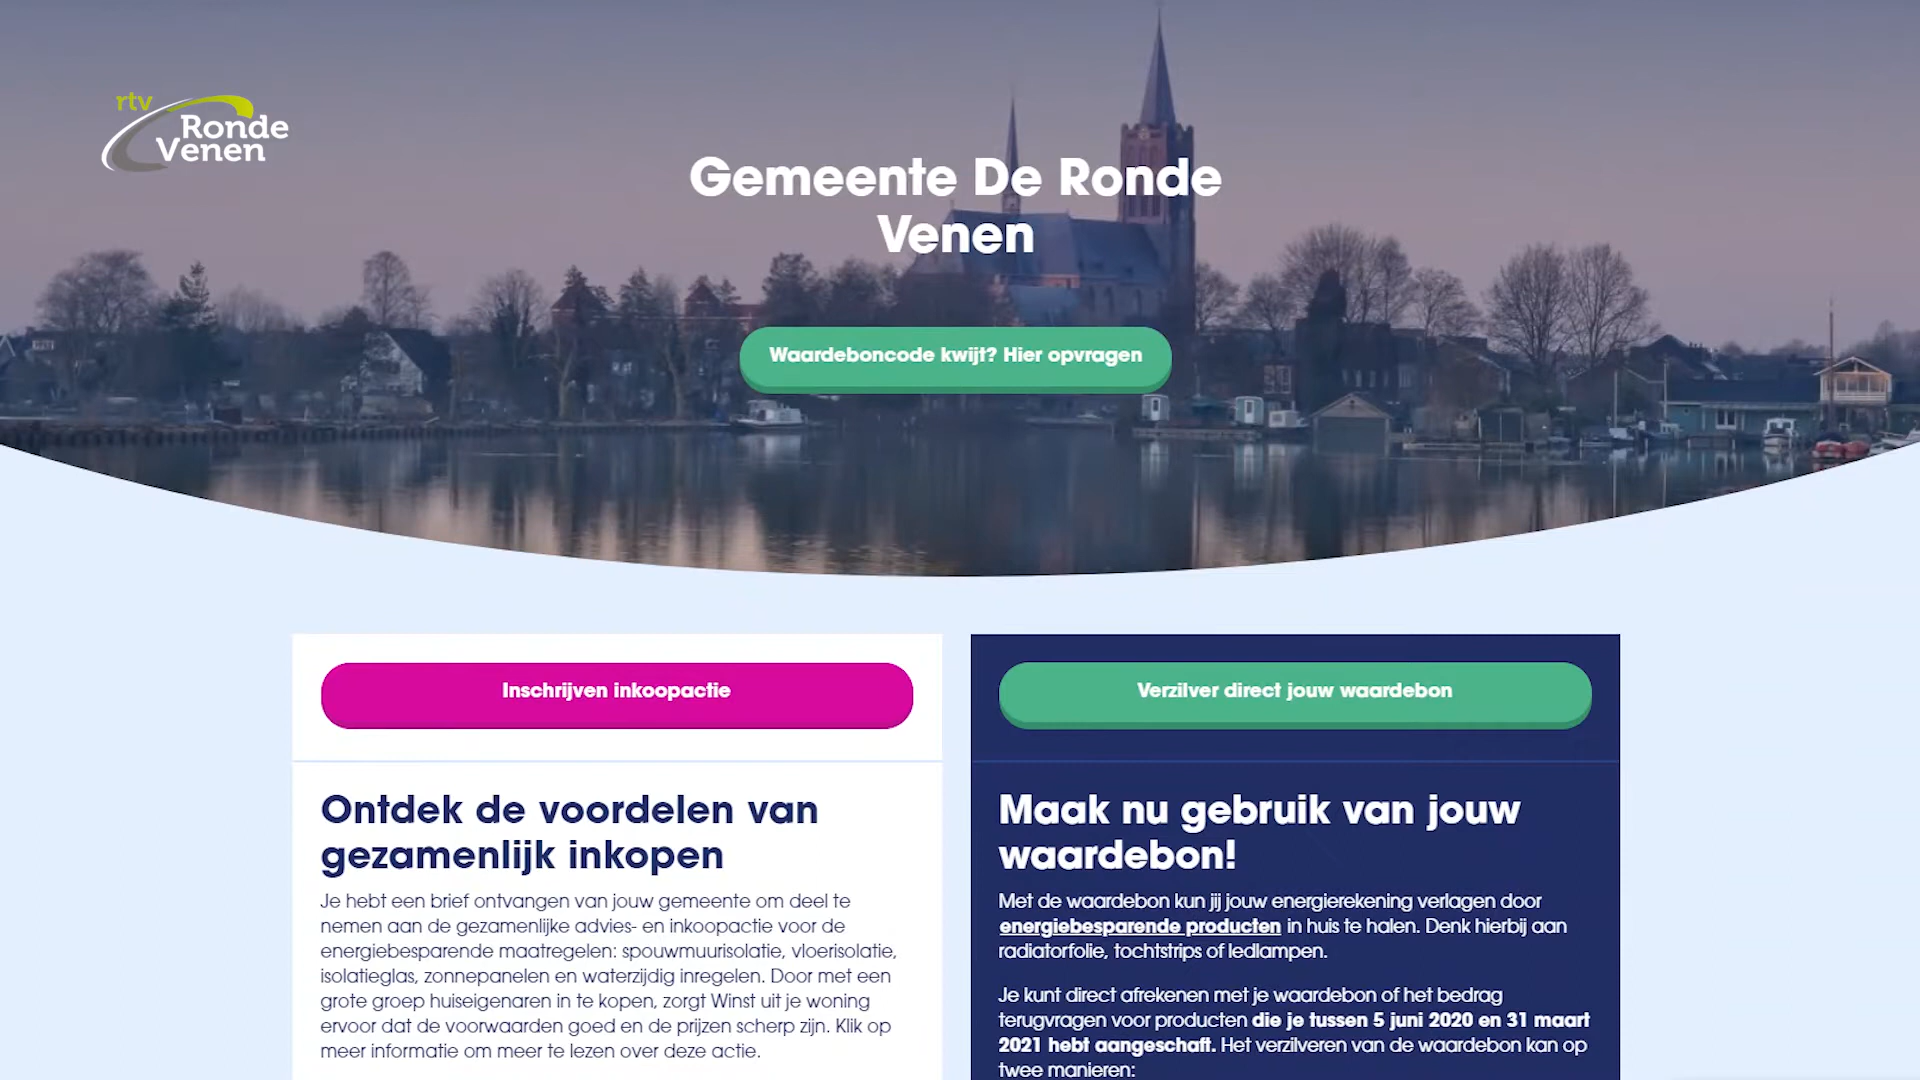 rtv
Ronde
Venen
Gemeente De Ronde
Venen
Waardeboncode kwijt? Hier opvragen
Inschrijven inkoopactie
Ontdek de voordelen van
gezamenlijk inkopen
Je hebt een brief ontvangen van jouw gemeente om deel te
nemen aan de gezamenlijke advies- en inkoopactie voor de
energiebesparende maatregelen: spouwmuurisolatie, vloerisolatie,
isolatieglas, zonnepanelen en waterzijdig inregelen. Door met een
grote groep huiseigenaren in te kopen, zorgt Winst uit je woning
ervoor dat de voorwaarden goed en de prijzen scherp zijn. Klik op
meer informatie om meer te lezen over deze actie.
Verzilver direct jouw waardebon
Maak nu gebruik van jouw
waardebon!
Met de waardebon kun jij jouw energierekening verlagen door
energiebesparende producten in huis te halen. Denk hierbij aan
radiatorfolie, tochtstrips of ledlampen.
Je kunt direct afrekenen met je waardebon of het bedrag
terugvragen voor producten die je tussen 5 juni 2020 en 31 maart
2021 hebt aangeschaft. Het verzilveren van de waardebon kan op
twee manieren: